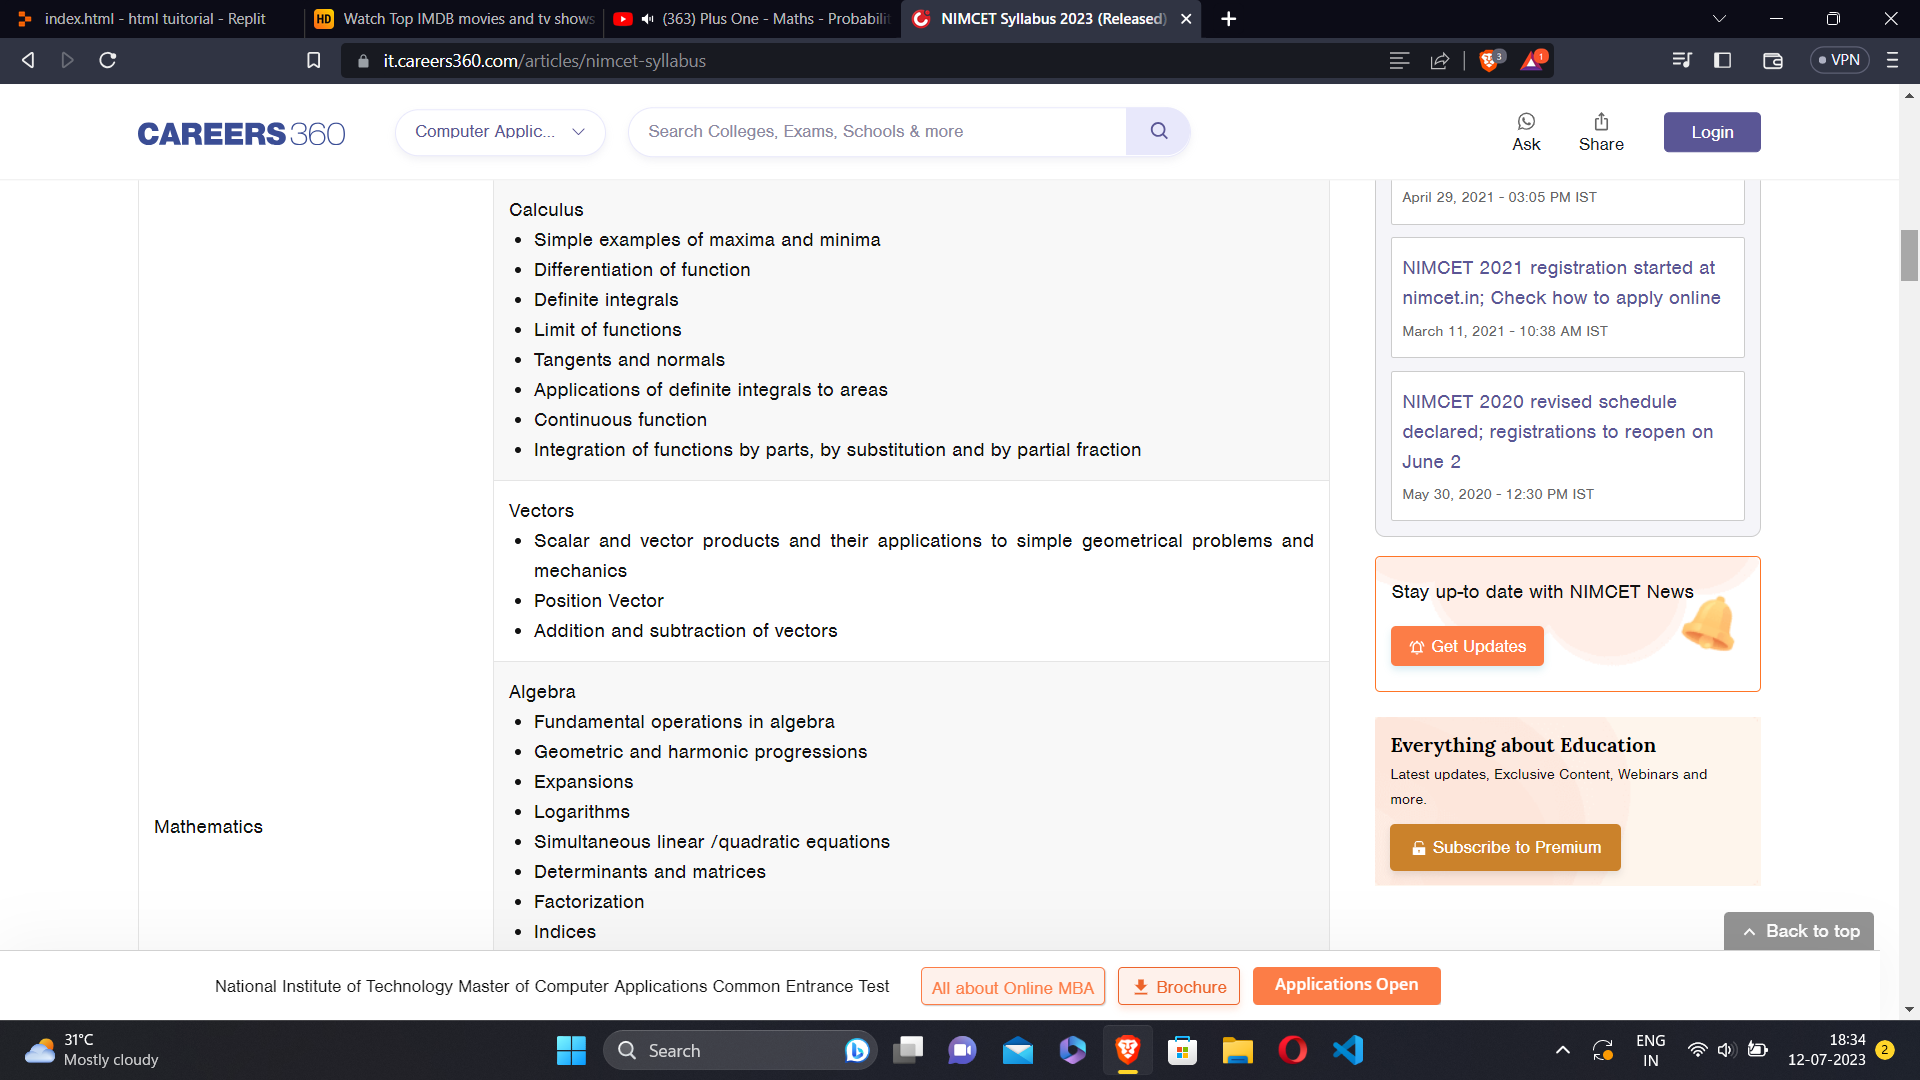 index.html - html tuitorial - Replit
Watch Top IMDB movies and tv shows
(363) Plus One - Maths - Probabilit
NIMCET Syllabus 2023 (Released)
it.careers360.com/articles/nimcet-syllabus
3
1
VPN
CAREERS360
Computer Applic...
Search Colleges, Exams, Schools & more
Ask
Share
Login
Calculus
• Simple examples of maxima and minima
• Differentiation of function
• Definite integrals
• Limit of functions
• Tangents and normals
• Applications of definite integrals to areas
• Continuous function
• Integration of functions by parts, by substitution and by partial fraction
Vectors
• Scalar and vector products and their applications to simple geometrical problems and
mechanics
• Position Vector
• Addition and subtraction of vectors
Algebra
• Fundamental operations in algebra
• Geometric and harmonic progressions
• Expansions
• Logarithms
• Simultaneous linear /quadratic equations
• Determinants and matrices
• Factorization
• Indices
Mathematics
April 29, 2021 - 03:05 PM IST
NIMCET 2021 registration started at
nimcet.in; Check how to apply online
March 11, 2021 - 10:38 AM IST
NIMCET 2020 revised schedule
declared; registrations to reopen on
June 2
May 30, 2020 - 12:30 PM IST
Stay up-to date with NIMCET News
Get Updates
Everything about Education
Latest updates, Exclusive Content, Webinars and
more.
Subscribe to Premium
Back to top
National Institute of Technology Master of Computer Applications Common Entrance Test
All about Online MBA
Brochure
Applications Open
31°C
Mostly cloudy
Search
ENG
IN
18:34
12-07-2023
2